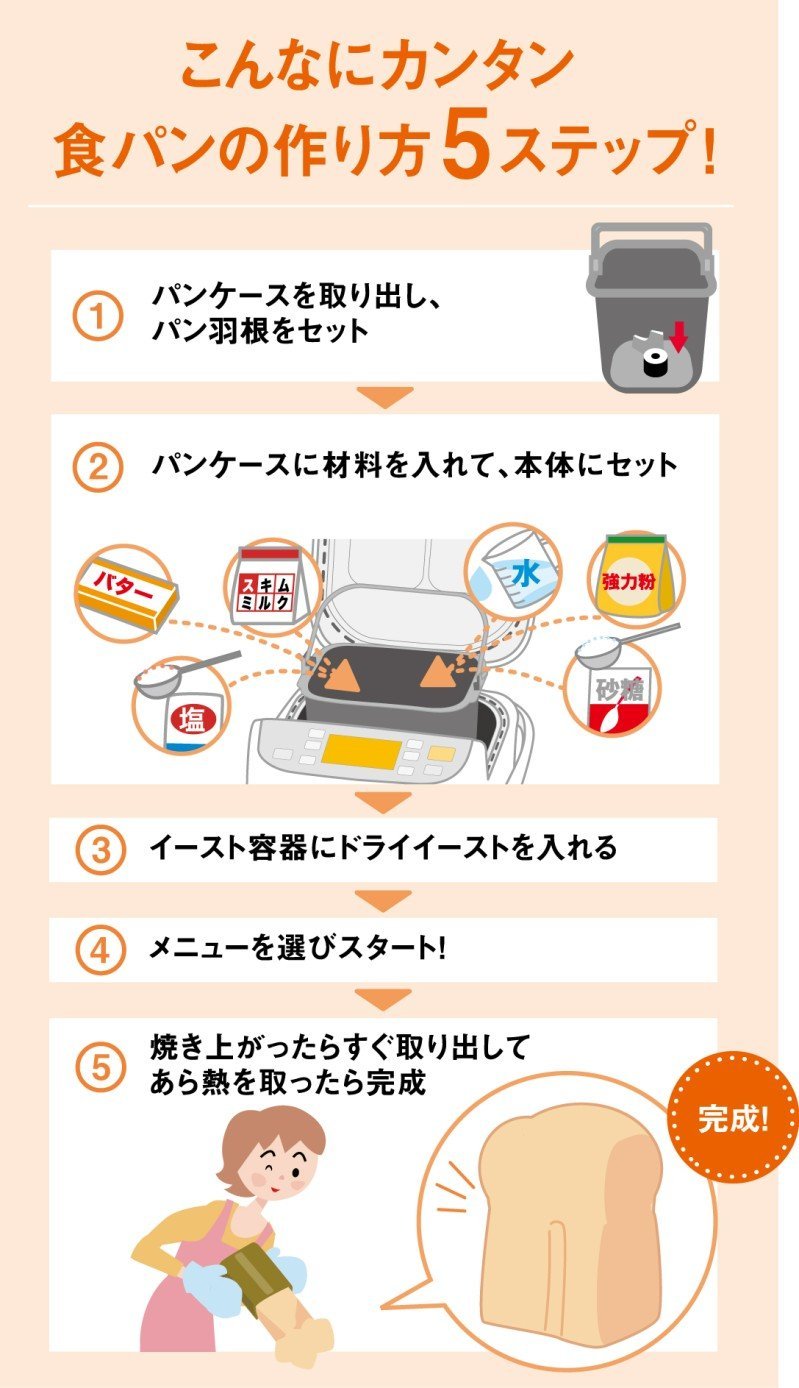 こんなにカンタン
食パンの作り方5ステップ!
1
パンケースを取り出し、
パン羽根をセット
2
パンケースに材料を入れて、本体にセット
バター
スキム
ミルク
水
強力粉
塩
砂糖
3
イースト容器にドライイーストを入れる
4
メニューを選びスタート!
5
焼き上がったらすぐ取り出して
あら熱を取ったら完成
完成!